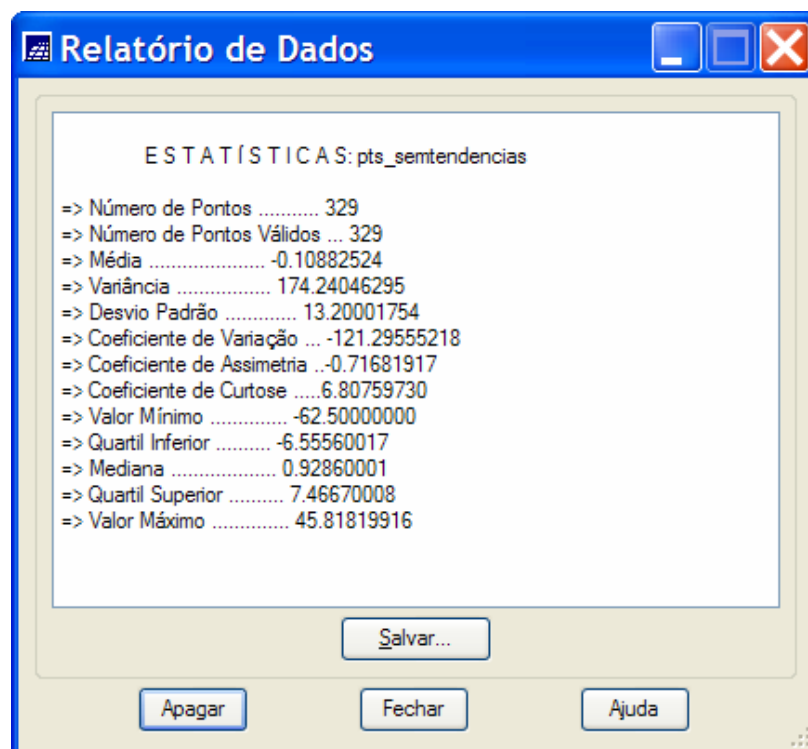 Relatório de Dados
E S T A T Í S T I C A S: pts_semtendencias
=> Número de Pontos ........... 329
=> Número de Pontos Válidos ... 329
=> Média ..................... -0.10882524
=> Variância ................. 174.24046295
=> Desvio Padrão ............. 13.20001754
=> Coeficiente de Variação ... -121.29555218
=> Coeficiente de Assimetria ..-0.71681917
=> Coeficiente de Curtose .....6.80759730
=> Valor Mínimo .............. -62.50000000
=> Quartil Inferior .......... -6.55560017
=> Mediana ................... 0.92860001
=> Quartil Superior .......... 7.46670008
=> Valor Máximo .............. 45.81819916
Salvar...
Apagar Fechar Ajuda